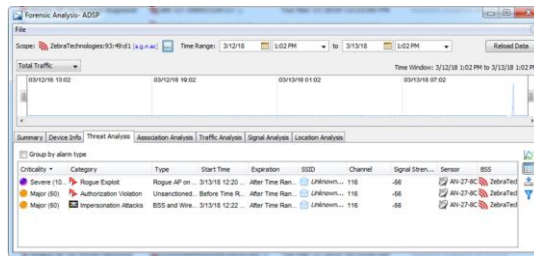 Forensic Analysis- ADSP
File
Scope: ZebraTechnologies:93:49:d1 [a,g,n,ac] Time Range: 3/12/18 1:02 PM to 3/13/18 1:02 PM Reload Data
Total Traffic Time Window: 3/12/18 1:02 PM to 3/13/18 1:02 PM
03/12/18 13:02 03/12/18 19:02 03/13/18 01:02 03/13/18 07:02
Summary Device Info Threat Analysis Association Analysis Traffic Analysis Signal Analysis Location Analysis
Group by alarm type
Criticality Category Type Start Time Expiration SSID Channel Signal Stren... Sensor BSS
Severe (10... Rogue Exploit Rogue AP on ... 3/13/18 12:20 ... After Time Ran... Unknown... 116 -66 AN-27-8C ZebraTec
Major (50) Authorization Violation Unsanctioned... Before Time R... After Time Ran... Unknown... 116 -66 AN-27-8C ZebraTec
Major (50) Impersonation Attacks BSS and Wire... 3/13/18 12:22 ... After Time Ran... Unknown... 116 -66 AN-27-8C ZebraTec